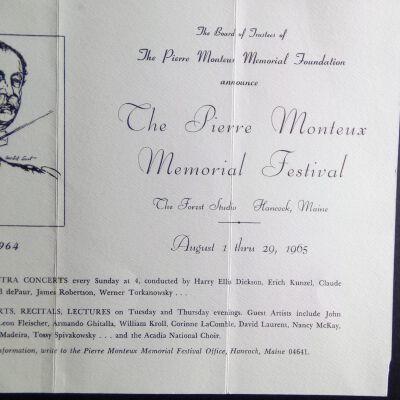 The Board of Trustees of
The Pierre Monteux Memorial Foundation
announce
The Pierre Monteux
Memorial Festival
The Forest Studio Hancock, Maine
August 1 thru 29, 1965
964
TRA CONCERTS every Sunday at 4, conducted by Harry Ellis Dickson, Erich Kunzel, Claude
d dePaur, James Robertson, Werner Torkanowsky . . .
RTS, RECITALS, LECTURES on Tuesday and Thursday evenings. Guest Artists include John
Leon Fleischer, Armando Ghitalla, William Kroll, Corinne LaComble, David Laurent, Nancy McKay,
Madeira, Tossy Spivakowsky . . . and the Acadia National Choir.
nformation, write to the Pierre Monteux Memorial Festival Office, Hancock, Maine 04641.